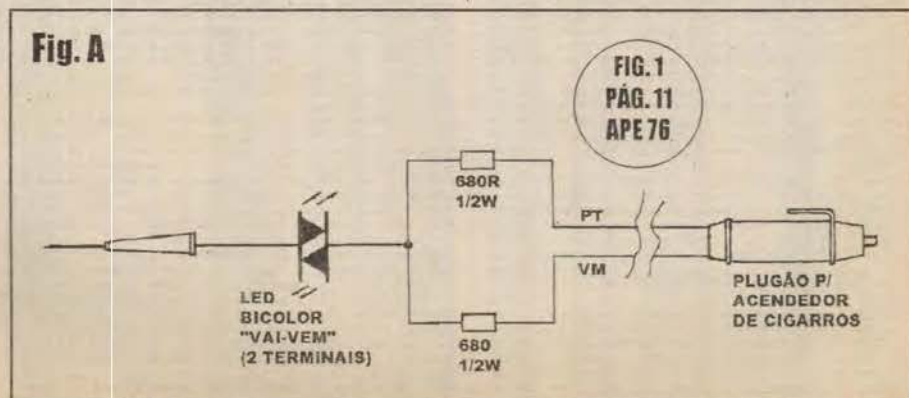 Fig. A
FIG. 1
PÁG. 11
APE 76
680R
1/2W
PT
VM
LED
BICOLOR
"VAI-VEM"
(2 TERMINAIS)
680
1/2W
PLUGÃO P/
ACENDEDOR
DE CIGARROS